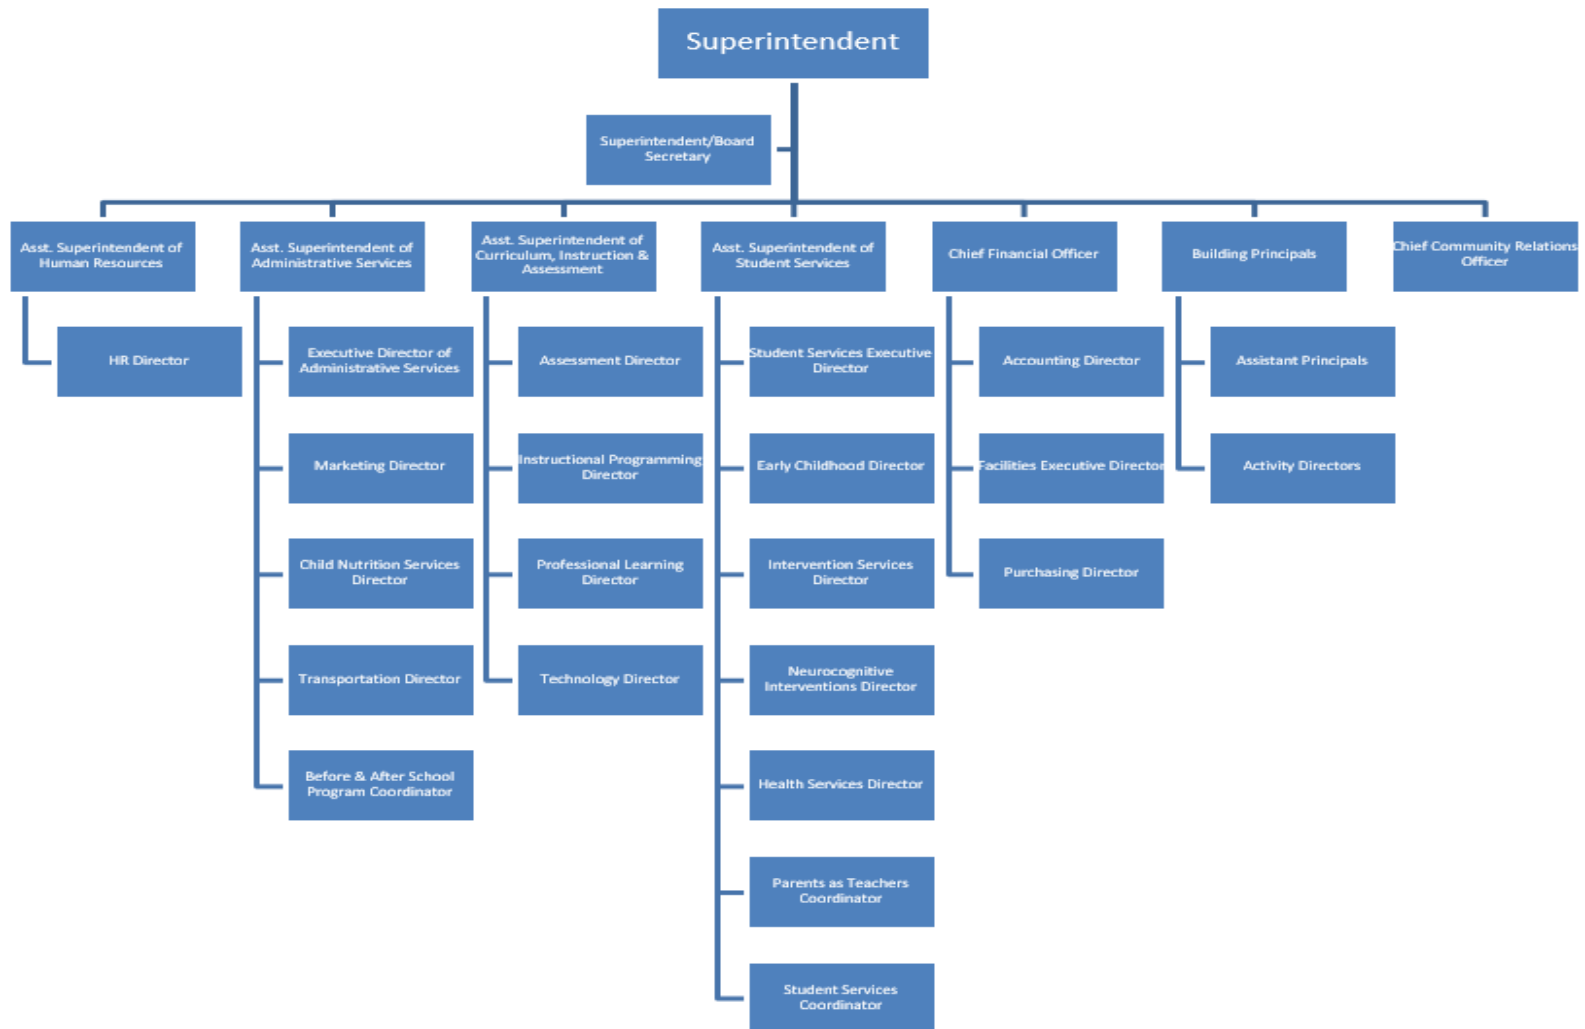 Superintendent
Superintendent/Board
Secretary
Asst. Superintendent of
Human Resources
Asst. Superintendent of
Administrative Services
Asst. Superintendent of
Curriculum, Instruction &
Assessment
Asst. Superintendent of
Student Services
Chief Financial Officer
Building Principals
Chief Community Relations
Officer
HR Director
Executive Director of
Administrative Services
Assessment Director
Student Services Executive
Director
Accounting Director
Assistant Principals
Marketing Director
Instructional Programming
Director
Early Childhood Director
Facilities Executive Director
Activity Directors
Child Nutrition Services
Director
Professional Learning
Director
Intervention Services
Director
Purchasing Director
Transportation Director
Technology Director
Neurocognitive
Interventions Director
Before & After School
Program Coordinator
Health Services Director
Parents as Teachers
Coordinator
Student Services
Coordinator